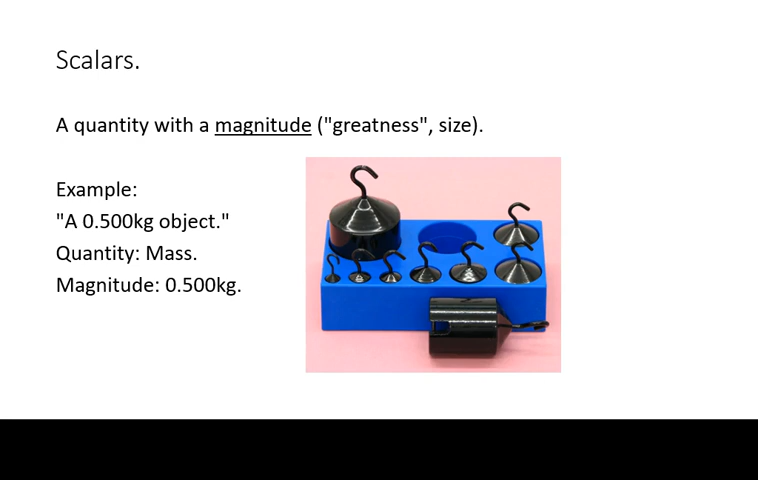 Scalars.
A quantity with a magnitude ("greatness", size).
Example:
"A 0.500kg object."
Quantity: Mass.
Magnitude: 0.500kg.